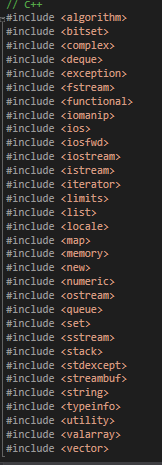 // C++
#include <algorithm>
#include <bitset>
#include <complex>
#include <deque>
#include <exception>
#include <fstream>
#include <functional>
#include <iomanip>
#include <ios>
#include <iosfwd>
#include <iostream>
#include <istream>
#include <iterator>
#include <limits>
#include <list>
#include <locale>
#include <map>
#include <memory>
#include <new>
#include <numeric>
#include <ostream>
#include <queue>
#include <set>
#include <sstream>
#include <stack>
#include <stdexcept>
#include <streambuf>
#include <string>
#include <typeinfo>
#include <utility>
#include <valarray>
#include <vector>